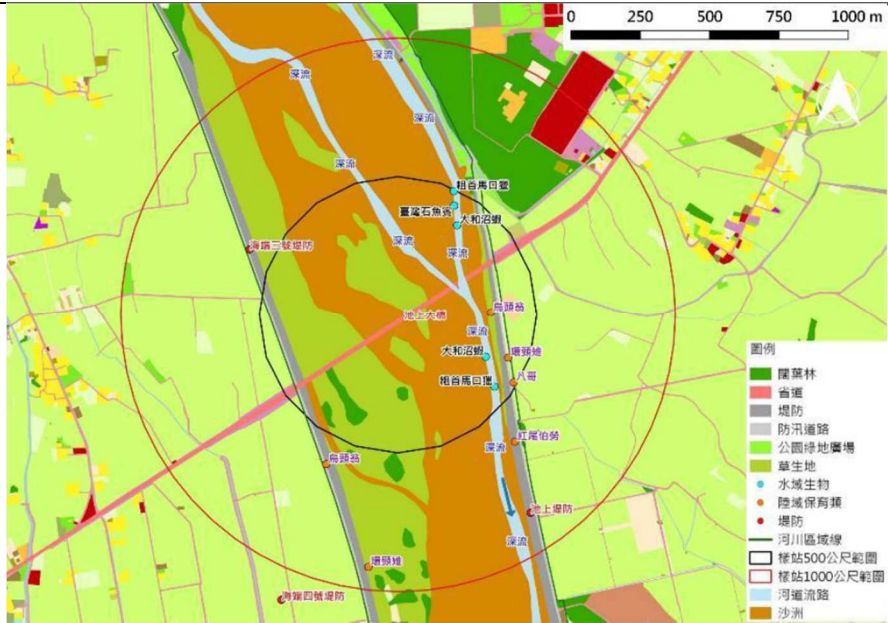 0 250 500 750 1000 m
深流
深流
深流
深流
粗首馬口鱲
臺灣石魚賓
大和沼蝦
深流
深流
海端三號堤防
烏頭翁
池上大橋
深流
大和沼蝦
環頸雉
八哥
粗首馬口鱲
紅尾伯勞
深流
烏頭翁
池上堤防
深流
環頸雉
海端四號堤防
圖例
闊葉林
省道
堤防
防汛道路
公園綠地廣場
草生地
水域生物
陸域保育類
堤防
河川區域線
樣站500公尺範圍
樣站1000公尺範圍
河道流路
沙洲